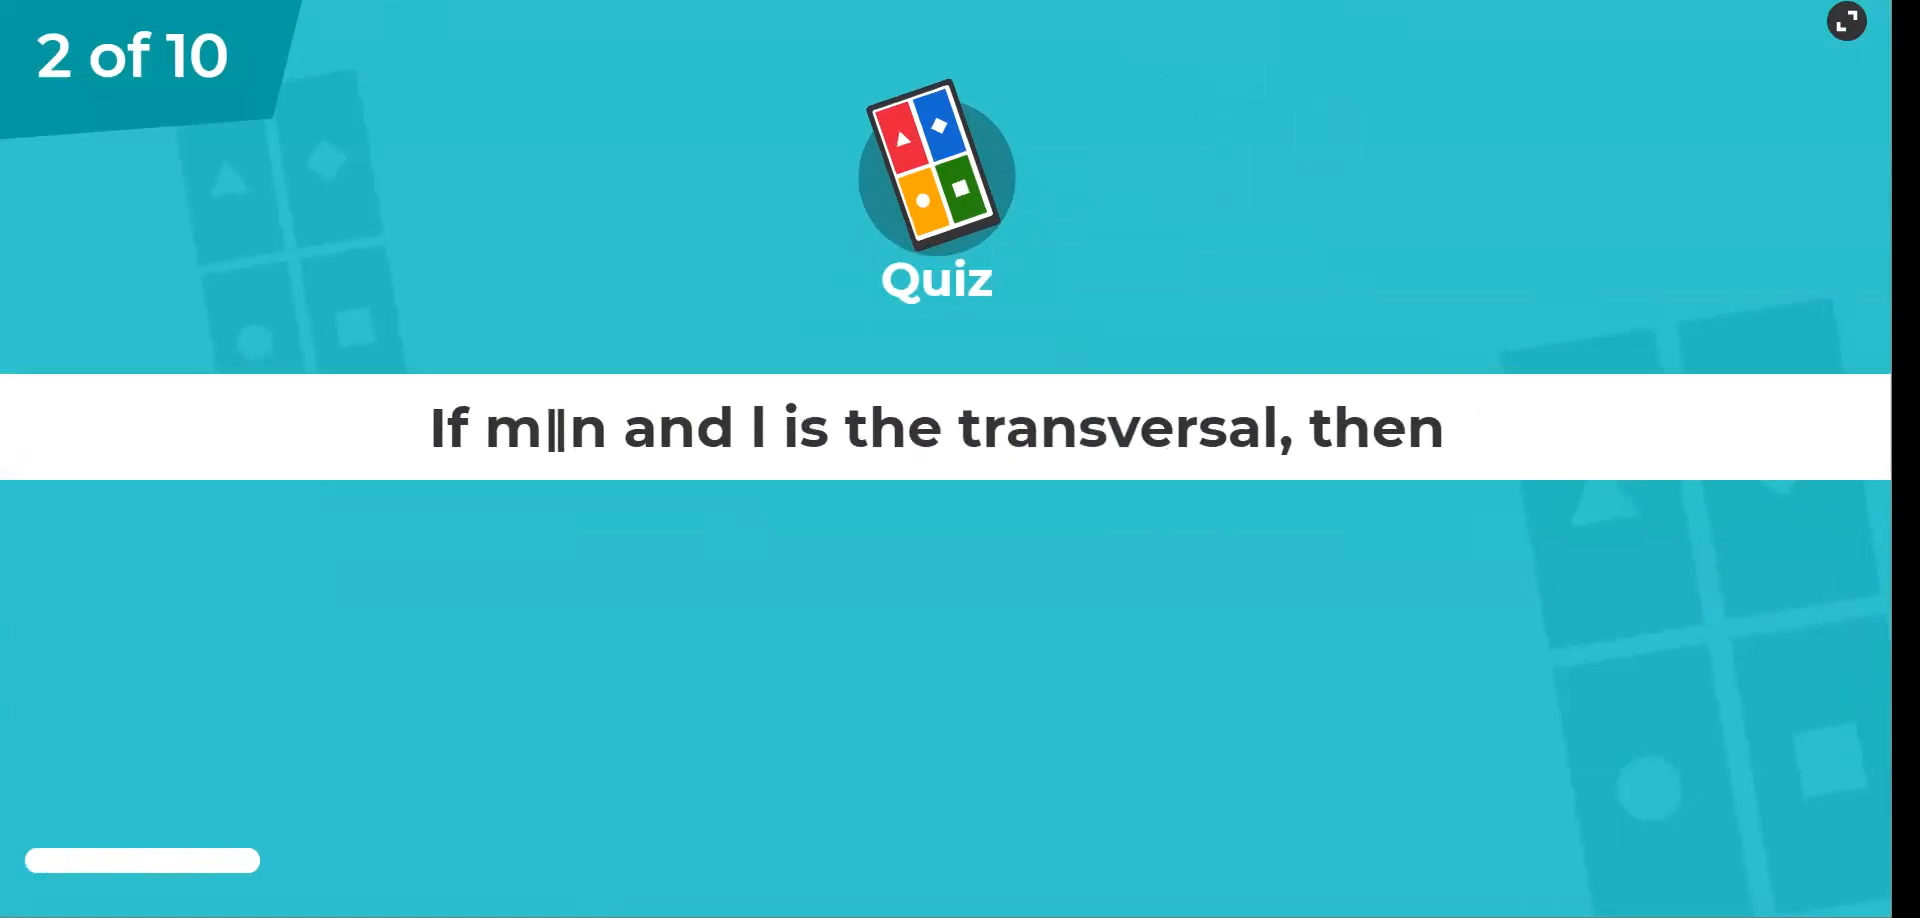 2 of 10
Quiz
If m∥n and l is the transversal, then